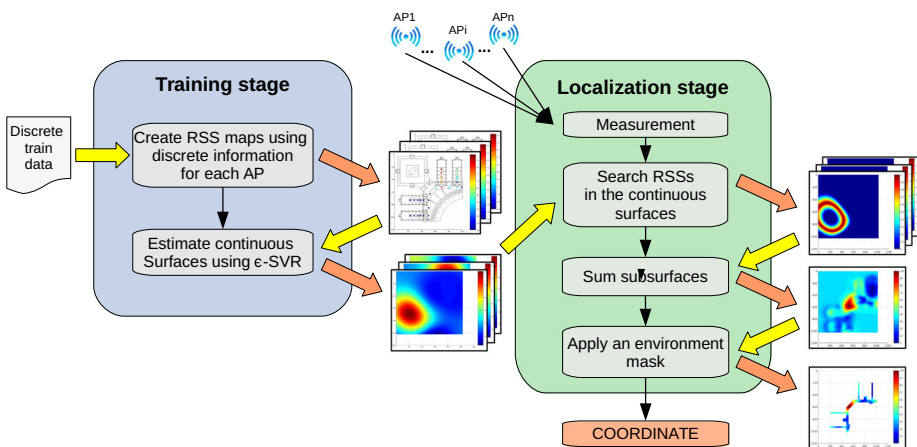 AP1
APi
APn
...
...
Training stage
Localization stage
Discrete
train
data
Create RSS maps using
discrete information
for each AP
Estimate continuous
Surfaces using ϵ-SVR
Measurement
Search RSSs
in the continuous
surfaces
Sum subsurfaces
Apply an environment
mask
COORDINATE